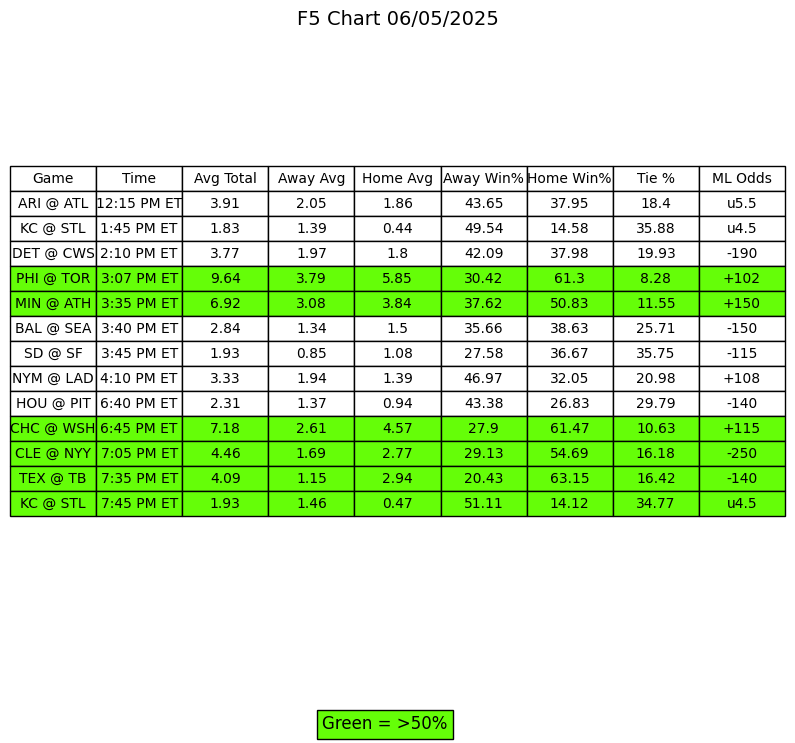 F5 Chart 06/05/2025
Game Time Avg Total Away Avg Home Avg Away Win% Home Win% Tie % ML Odds
ARI @ ATL 12:15 PM ET 3.91 2.05 1.86 43.65 37.95 18.4 u5.5
KC @ STL 1:45 PM ET 1.83 1.39 0.44 49.54 14.58 35.88 u4.5
DET @ CWS 2:10 PM ET 3.77 1.97 1.8 42.09 37.98 19.93 -190
PHI @ TOR 3:07 PM ET 9.64 3.79 5.85 30.42 61.3 8.28 +102
MIN @ ATH 3:35 PM ET 6.92 3.08 3.84 37.62 50.83 11.55 +150
BAL @ SEA 3:40 PM ET 2.84 1.34 1.5 35.66 38.63 25.71 -150
SD @ SF 3:45 PM ET 1.93 0.85 1.08 27.58 36.67 35.75 -115
NYM @ LAD 4:10 PM ET 3.33 1.94 1.39 46.97 32.05 20.98 +108
HOU @ PIT 6:40 PM ET 2.31 1.37 0.94 43.38 26.83 29.79 -140
CHC @ WSH 6:45 PM ET 7.18 2.61 4.57 27.9 61.47 10.63 +115
CLE @ NYY 7:05 PM ET 4.46 1.69 2.77 29.13 54.69 16.18 -250
TEX @ TB 7:35 PM ET 4.09 1.15 2.94 20.43 63.15 16.42 -140
KC @ STL 7:45 PM ET 1.93 1.46 0.47 51.11 14.12 34.77 u4.5
Green = >50%